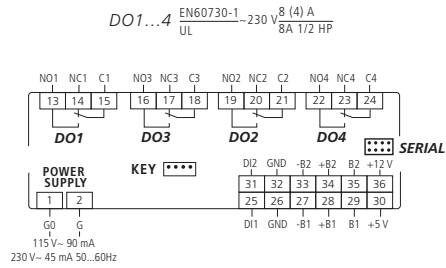 DO1...4 EN60730-1 ~230 V 8 (4) A
UL 8A 1/2 HP
NO1 NC1 C1 NO3 NC3 C3 NO2 NC2 C2 NO4 NC4 C4
13 14 15 16 17 18 19 20 21 22 23 24
DO1 DO3 DO2 DO4
SERIAL
POWER
SUPPLY
KEY
DI2 GND -B2 +B2 B2 +12 V
1 2
31 32 33 34 35 36
25 26 27 28 29 30
G0 G
DI1 GND -B1 +B1 B1 +5 V
115 V~ 90 mA
230 V~ 45 mA 50...60Hz